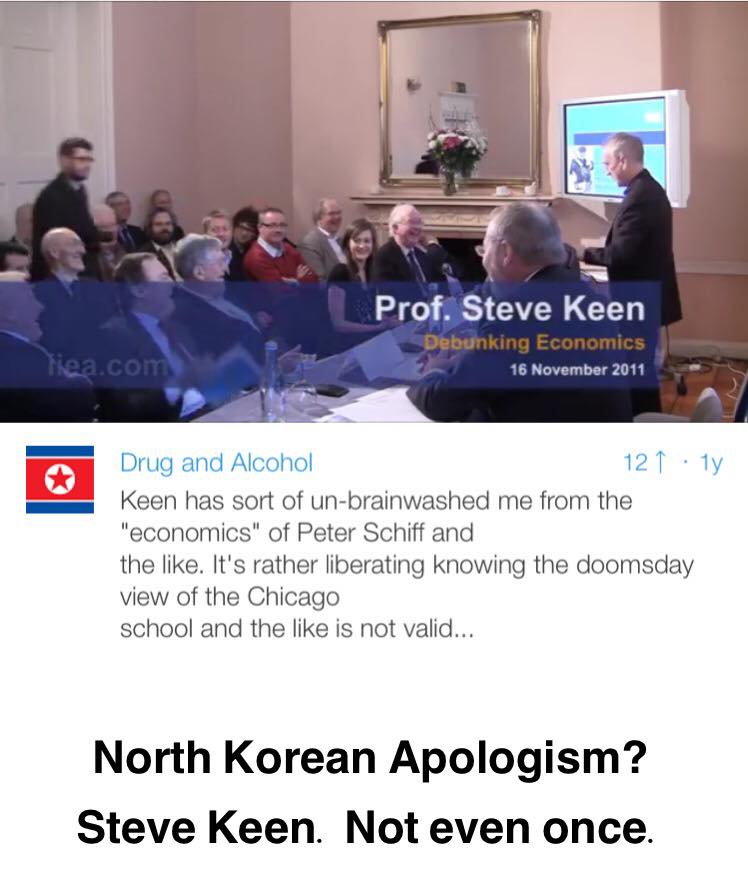 Prof. Steve Keen
Debunking Economics
iiea.com
16 November 2011
Drug and Alcohol
12↑ · 1y
Keen has sort of un-brainwashed me from the
"economics" of Peter Schiff and
the like. It's rather liberating knowing the doomsday
view of the Chicago
school and the like is not valid...
North Korean Apologism?
Steve Keen. Not even once.